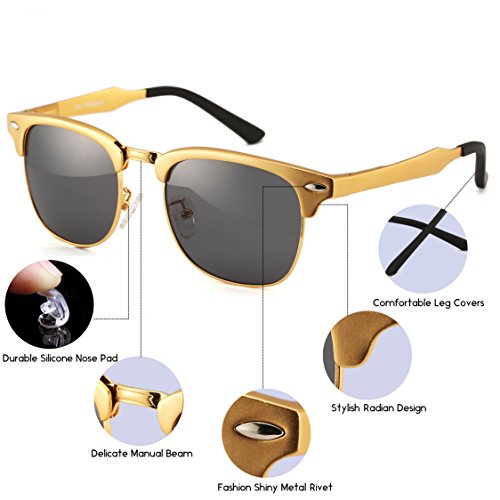 Comfortable Leg Covers
Durable Silicone Nose Pad
Stylish Radian Design
Delicate Manual Beam
Fashion Shiny Metal Rivet